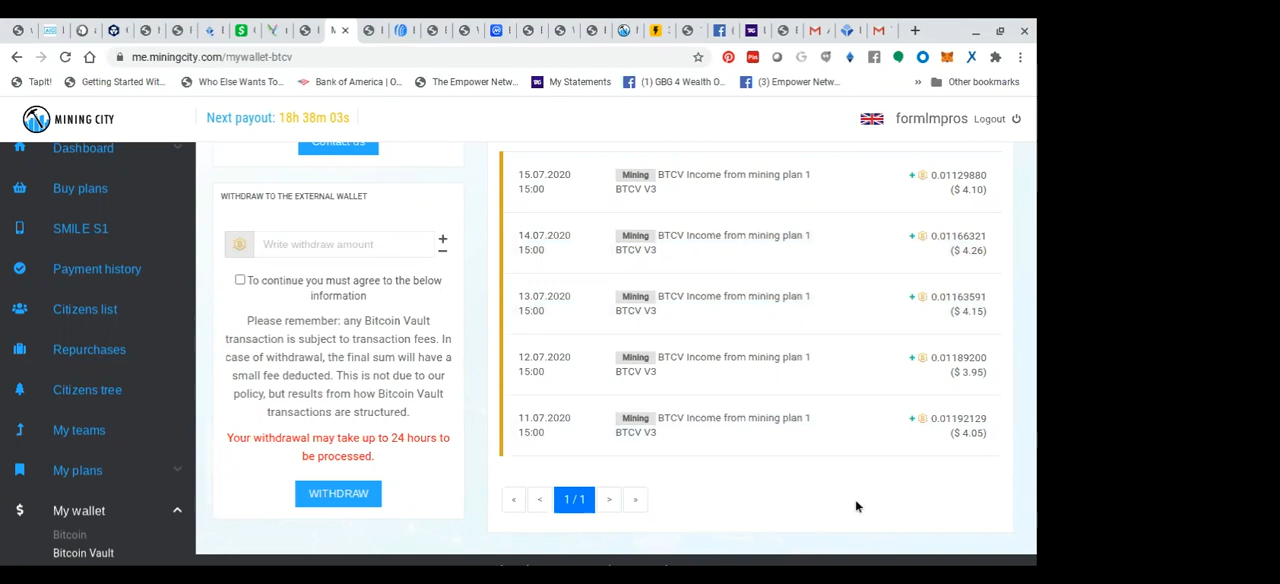 me.miningcity.com/mywallet-btcv
TapIt!
Getting Started Wit...
Who Else Wants To...
Bank of America | O...
The Empower Netw...
My Statements
(1) GBG 4 Wealth O...
(3) Empower Netw...
»
Other bookmarks
MINING CITY
Next payout: 18h 38m 03s
formlmpros
Logout
Dashboard
Buy plans
SMILE S1
Payment history
Citizens list
Repurchases
Citizens tree
My teams
My plans
My wallet
Bitcoin
Bitcoin Vault
Contact us
WITHDRAW TO THE EXTERNAL WALLET
Write withdraw amount
+
−
To continue you must agree to the below
information
Please remember: any Bitcoin Vault
transaction is subject to transaction fees. In
case of withdrawal, the final sum will have a
small fee deducted. This is not due to our
policy, but results from how Bitcoin Vault
transactions are structured.
Your withdrawal may take up to 24 hours to
be processed.
WITHDRAW
15.07.2020 Mining BTCV Income from mining plan 1 + 0.01129880
15:00 BTCV V3 ($ 4.10)
14.07.2020 Mining BTCV Income from mining plan 1 + 0.01166321
15:00 BTCV V3 ($ 4.26)
13.07.2020 Mining BTCV Income from mining plan 1 + 0.01163591
15:00 BTCV V3 ($ 4.15)
12.07.2020 Mining BTCV Income from mining plan 1 + 0.01189200
15:00 BTCV V3 ($ 3.95)
11.07.2020 Mining BTCV Income from mining plan 1 + 0.01192129
15:00 BTCV V3 ($ 4.05)
« < 1 / 1 > »